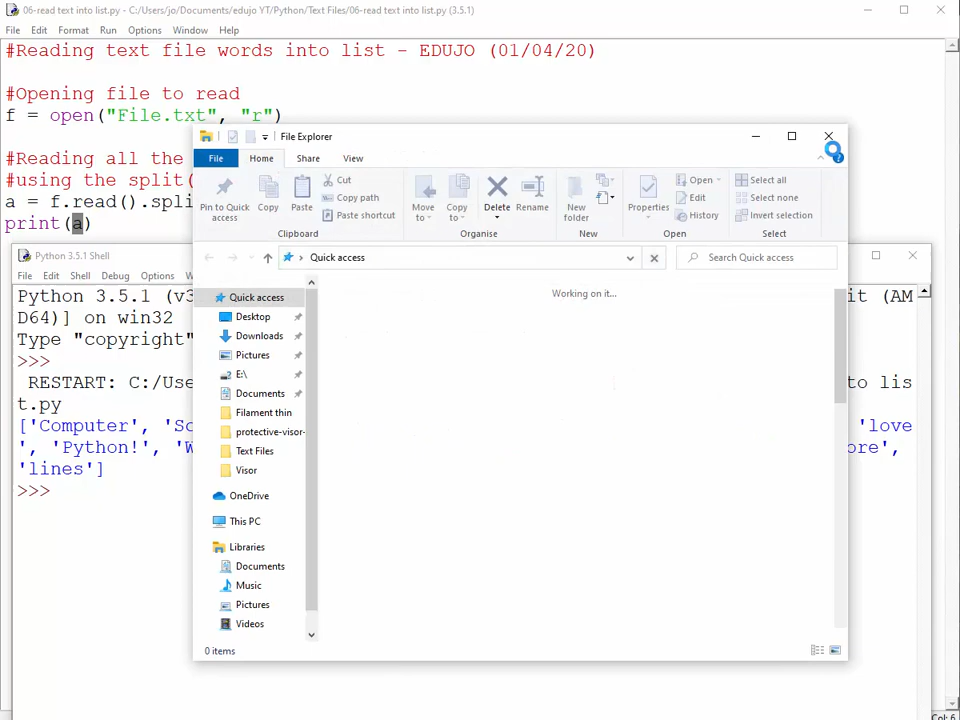 06-read text into list.py - C:/Users/jo/Documents/edujo YT/Python/Text Files/06-read text into list.py (3.5.1)
File Edit Format Run Options Window Help
#Reading text file words into list - EDUJO (01/04/20)
#Opening file to read
f = open("File.txt", "r")
#Reading all the
#using the split(
a = f.read().spli
print(a)
File Explorer
File Home Share View
Pin to Quick access
Copy
Paste
Cut
Copy path
Paste shortcut
Clipboard
Move to
Copy to
Delete
Rename
Organise
New folder
New
Properties
Open
Edit
History
Open
Select all
Select none
Invert selection
Select
Quick access
Search Quick access
Working on it...
Quick access
Desktop
Downloads
Pictures
E:\
Documents
Filament thin
protective-visor-
Text Files
Visor
OneDrive
This PC
Libraries
Documents
Music
Pictures
Videos
0 items
Python 3.5.1 Shell
File Edit Shell Debug Options
Python 3.5.1 (v3 it (AM
D64)] on win32
Type "copyright"
>>>
RESTART: C:/Use to lis
t.py
['Computer', 'Sc 'love
', 'Python!', 'W ore',
'lines']
>>>
Col: 6